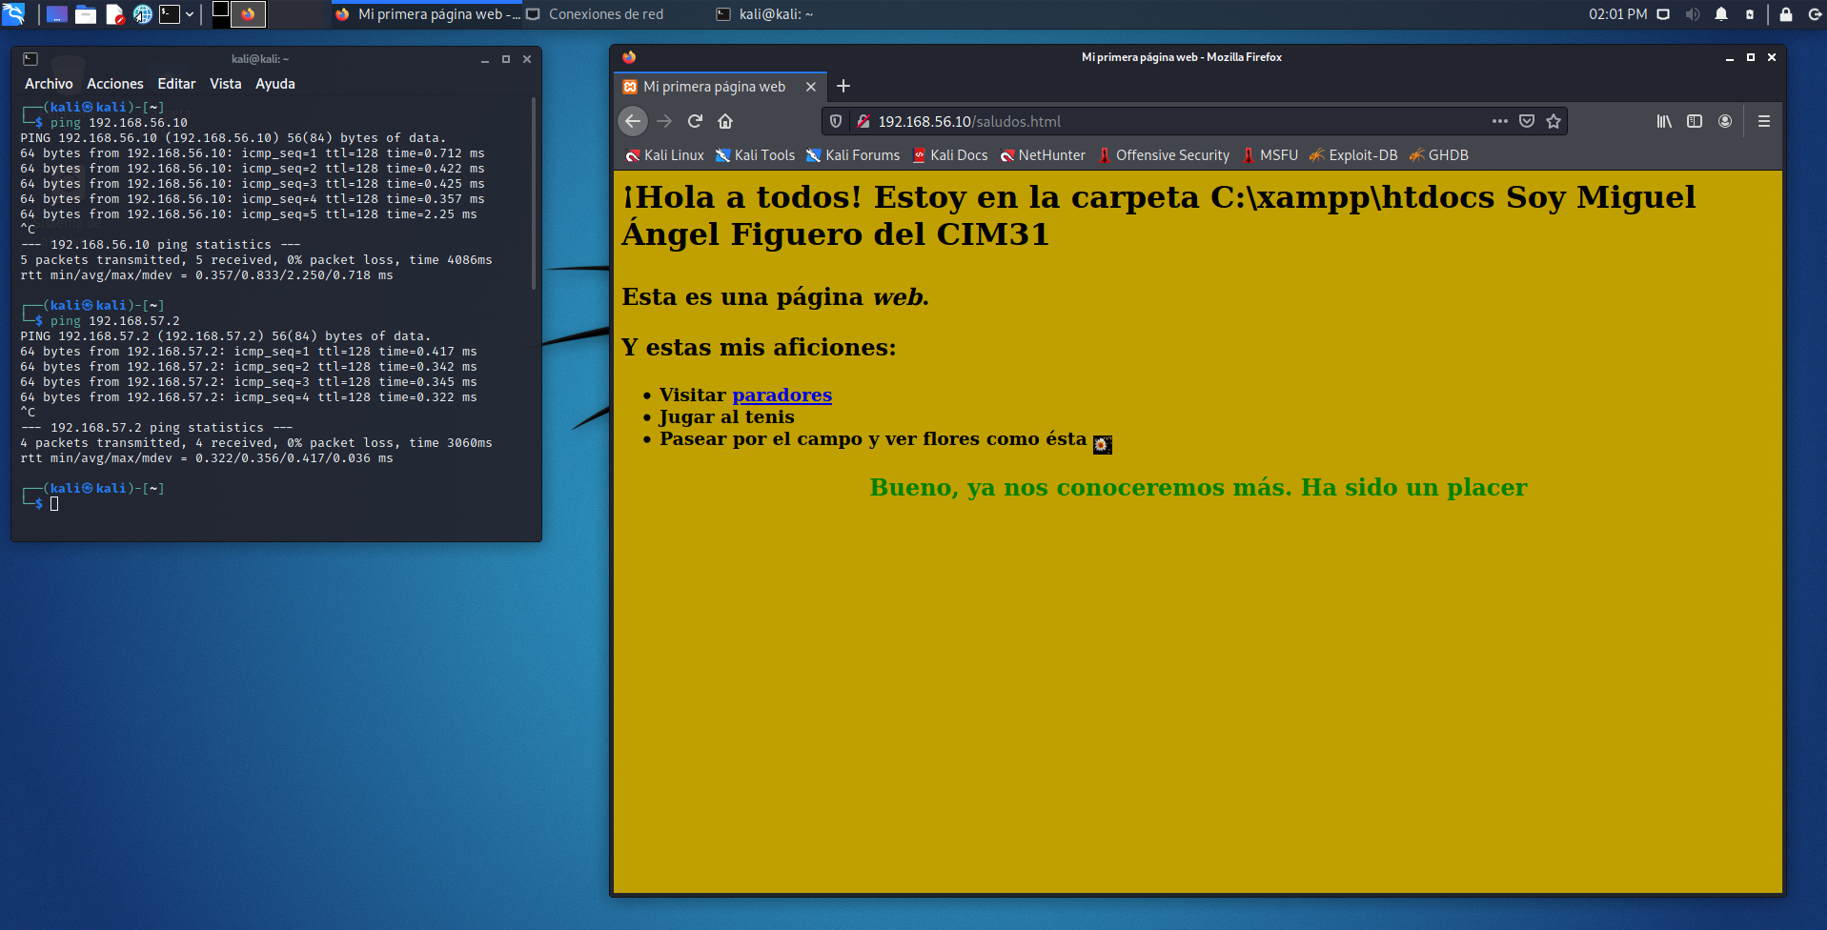 Mi primera página web -...
Conexiones de red
kali@kali: ~
02:01 PM
kali@kali: ~
Archivo Acciones Editar Vista Ayuda
┌──(kali㉿kali)-[~]
└─$ ping 192.168.56.10
PING 192.168.56.10 (192.168.56.10) 56(84) bytes of data.
64 bytes from 192.168.56.10: icmp_seq=1 ttl=128 time=0.712 ms
64 bytes from 192.168.56.10: icmp_seq=2 ttl=128 time=0.422 ms
64 bytes from 192.168.56.10: icmp_seq=3 ttl=128 time=0.425 ms
64 bytes from 192.168.56.10: icmp_seq=4 ttl=128 time=0.357 ms
64 bytes from 192.168.56.10: icmp_seq=5 ttl=128 time=2.25 ms
^C
--- 192.168.56.10 ping statistics ---
5 packets transmitted, 5 received, 0% packet loss, time 4086ms
rtt min/avg/max/mdev = 0.357/0.833/2.250/0.718 ms
┌──(kali㉿kali)-[~]
└─$ ping 192.168.57.2
PING 192.168.57.2 (192.168.57.2) 56(84) bytes of data.
64 bytes from 192.168.57.2: icmp_seq=1 ttl=128 time=0.417 ms
64 bytes from 192.168.57.2: icmp_seq=2 ttl=128 time=0.342 ms
64 bytes from 192.168.57.2: icmp_seq=3 ttl=128 time=0.345 ms
64 bytes from 192.168.57.2: icmp_seq=4 ttl=128 time=0.322 ms
^C
--- 192.168.57.2 ping statistics ---
4 packets transmitted, 4 received, 0% packet loss, time 3060ms
rtt min/avg/max/mdev = 0.322/0.356/0.417/0.036 ms
┌──(kali㉿kali)-[~]
└─$
Mi primera página web - Mozilla Firefox
Mi primera página web
192.168.56.10/saludos.html
Kali Linux Kali Tools Kali Forums Kali Docs NetHunter Offensive Security MSFU Exploit-DB GHDB
¡Hola a todos! Estoy en la carpeta C:\xampp\htdocs Soy Miguel
Ángel Figuero del CIM31
Esta es una página web.
Y estas mis aficiones:
• Visitar paradores
• Jugar al tenis
• Pasear por el campo y ver flores como ésta
Bueno, ya nos conoceremos más. Ha sido un placer